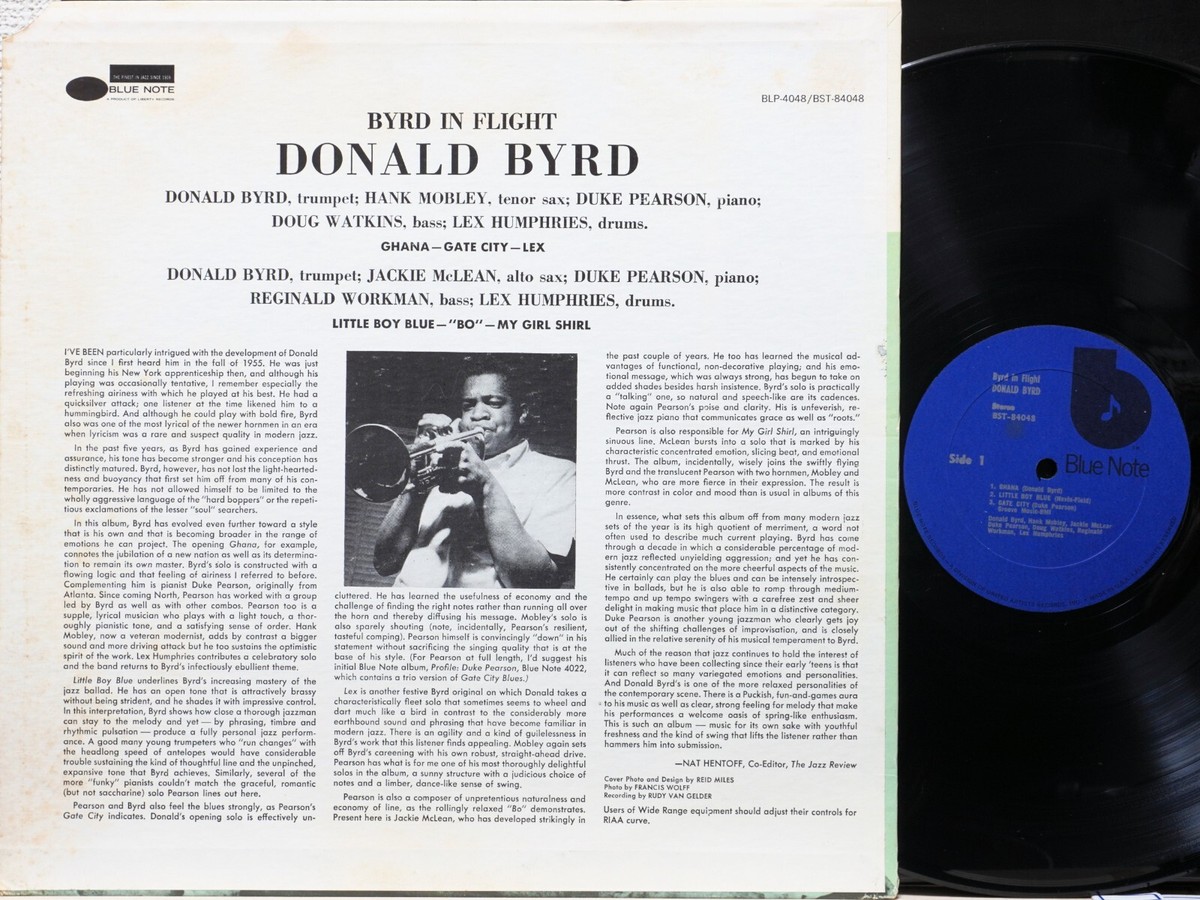 THE FINEST IN JAZZ SINCE 1939
BLUE NOTE
A PRODUCT OF LIBERTY RECORDS
BLP-4048/BST-84048
BYRD IN FLIGHT
DONALD BYRD
DONALD BYRD, trumpet; HANK MOBLEY, tenor sax; DUKE PEARSON, piano;
DOUG WATKINS, bass; LEX HUMPHRIES, drums.
GHANA—GATE CITY—LEX
DONALD BYRD, trumpet; JACKIE McLEAN, alto sax; DUKE PEARSON, piano;
REGINALD WORKMAN, bass; LEX HUMPHRIES, drums.
LITTLE BOY BLUE—"BO"—MY GIRL SHIRL
I'VE BEEN particularly intrigued with the development of Donald
Byrd since I first heard him in the fall of 1955. He was just
beginning his New York apprenticeship then, and although his
playing was occasionally tentative, I remember especially the
refreshing airiness with which he played at his best. He had a
quicksilver attack; one listener at the time likened him to a
hummingbird. And although he could play with bold fire, Byrd
also was one of the most lyrical of the newer hornmen in an era
when lyricism was a rare and suspect quality in modern jazz.
In the past five years, as Byrd has gained experience and
assurance, his tone has become stronger and his conception has
distinctly matured. Byrd, however, has not lost the light-hearted-
ness and buoyancy that first set him off from many of his con-
temporaries. He has not allowed himself to be limited to the
wholly aggressive language of the "hard boppers" or the repeti-
tious exclamations of the lesser "soul" searchers.
In this album, Byrd has evolved even further toward a style
that is his own and that is becoming broader in the range of
emotions he can project. The opening Ghana, for example,
connotes the jubilation of a new nation as well as its determina-
tion to remain its own master. Byrd's solo is constructed with a
flowing logic and that feeling of airiness I referred to before.
Complementing him is pianist Duke Pearson, originally from
Atlanta. Since coming North, Pearson has worked with a group
led by Byrd as well as with other combos. Pearson too is a
supple, lyrical musician who plays with a light touch, a thor-
oughly pianistic tone, and a satisfying sense of order. Hank
Mobley, now a veteran modernist, adds by contrast a bigger
sound and more driving attack but he too sustains the optimistic
spirit of the work. Lex Humphries contributes a celebratory solo
and the band returns to Byrd's infectiously ebullient theme.
Little Boy Blue underlines Byrd's increasing mastery of the
jazz ballad. He has an open tone that is attractively brassy
without being strident, and he shades it with impressive control.
In this interpretation, Byrd shows how close a thorough jazzman
can stay to the melody and yet — by phrasing, timbre and
rhythmic pulsation — produce a fully personal jazz perform-
ance. A good many young trumpeters who "run changes" with
the headlong speed of antelopes would have considerable
trouble sustaining the kind of thoughtful line and the unpinched,
expansive tone that Byrd achieves. Similarly, several of the
more "funky" pianists couldn't match the graceful, romantic
(but not saccharine) solo Pearson lines out here.
Pearson and Byrd also feel the blues strongly, as Pearson's
Gate City indicates. Donald's opening solo is effectively un-
cluttered. He has learned the usefulness of economy and the
challenge of finding the right notes rather than running all over
the horn and thereby diffusing his message. Mobley's solo is
also sparely shouting (note, incidentally, Pearson's resilient,
tasteful comping). Pearson himself is convincingly "down" in his
statement without sacrificing the singing quality that is at the
base of his style. (For Pearson at full length, I'd suggest his
initial Blue Note album, Profile: Duke Pearson, Blue Note 4022,
which contains a trio version of Gate City Blues.)
Lex is another festive Byrd original on which Donald takes a
characteristically fleet solo that sometimes seems to wheel and
dart much like a bird in contrast to the considerably more
earthbound sound and phrasing that have become familiar in
modern jazz. There is an agility and a kind of guilelessness in
Byrd's work that this listener finds appealing. Mobley again sets
off Byrd's careening with his own robust, straight-ahead drive.
Pearson has what is for me one of his most thoroughly delightful
solos in the album, a sunny structure with a judicious choice of
notes and a limber, dance-like sense of swing.
Pearson is also a composer of unpretentious naturalness and
economy of line, as the rollingly relaxed "Bo" demonstrates.
Present here is Jackie McLean, who has developed strikingly in
the past couple of years. He too has learned the musical ad-
vantages of functional, non-decorative playing; and his emo-
tional message, which was always strong, has begun to take on
added shades besides harsh insistence. Byrd's solo is practically
a "talking" one, so natural and speech-like are its cadences.
Note again Pearson's poise and clarity. His is unfeverish, re-
flective jazz piano that communicates grace as well as "roots."
Pearson is also responsible for My Girl Shirl, an intriguingly
sinuous line. McLean bursts into a solo that is marked by his
characteristic concentrated emotion, slicing beat, and emotional
thrust. The album, incidentally, wisely joins the swiftly flying
Byrd and the translucent Pearson with two hornmen, Mobley and
McLean, who are more fierce in their expression. The result is
more contrast in color and mood than is usual in albums of this
genre.
In essence, what sets this album off from many modern jazz
sets of the year is its high quotient of merriment, a word not
often used to describe much current playing. Byrd has come
through a decade in which a considerable percentage of mod-
ern jazz reflected unyielding aggression; and yet he has con-
sistently concentrated on the more cheerful aspects of the music.
He certainly can play the blues and can be intensely introspec-
tive in ballads, but he is also able to romp through medium-
tempo and up tempo swingers with a carefree zest and sheer
delight in making music that place him in a distinctive category.
Duke Pearson is another young jazzman who clearly gets joy
out of the shifting challenges of improvisation, and is closely
allied in the relative serenity of his musical temperament to Byrd.
Much of the reason that jazz continues to hold the interest of
listeners who have been collecting since their early 'teens is that
it can reflect so many variegated emotions and personalities.
And Donald Byrd's is one of the more relaxed personalities of
the contemporary scene. There is a Puckish, fun-and-games aura
to his music as well as clear, strong feeling for melody that make
his performances a welcome oasis of spring-like enthusiasm.
This is such an album — music for its own sake with youthful
freshness and the kind of swing that lifts the listener rather than
hammers him into submission.
—NAT HENTOFF, Co-Editor, The Jazz Review
Cover Photo and Design by REID MILES
Photo by FRANCIS WOLFF
Recording by RUDY VAN GELDER
Users of Wide Range equipment should adjust their controls for
RIAA curve.
Byrd in Flight
DONALD BYRD
Stereo
BST-84048
Side 1
Blue Note
1. GHANA (Donald Byrd)
2. LITTLE BOY BLUE
3. GATE CITY (Duke Pearson)
Groove Music-BMI
Donald Byrd, Hank Mobley, Jackie McLean
Duke Pearson, Doug Watkins, Reginald
Workman, Lex Humphries